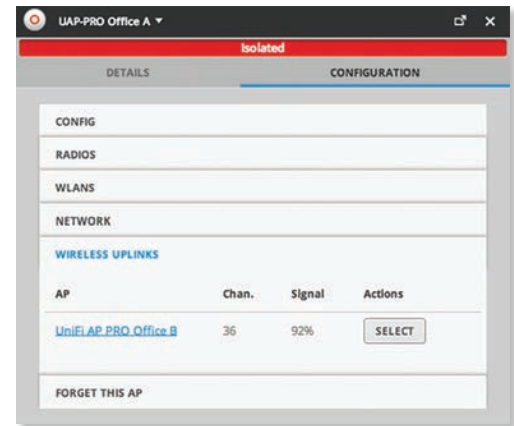 UAP-PRO Office A
Isolated
DETAILS CONFIGURATION
CONFIG
RADIOS
WLANS
NETWORK
WIRELESS UPLINKS
AP Chan. Signal Actions
UniFi AP PRO Office B 36 92% SELECT
FORGET THIS AP